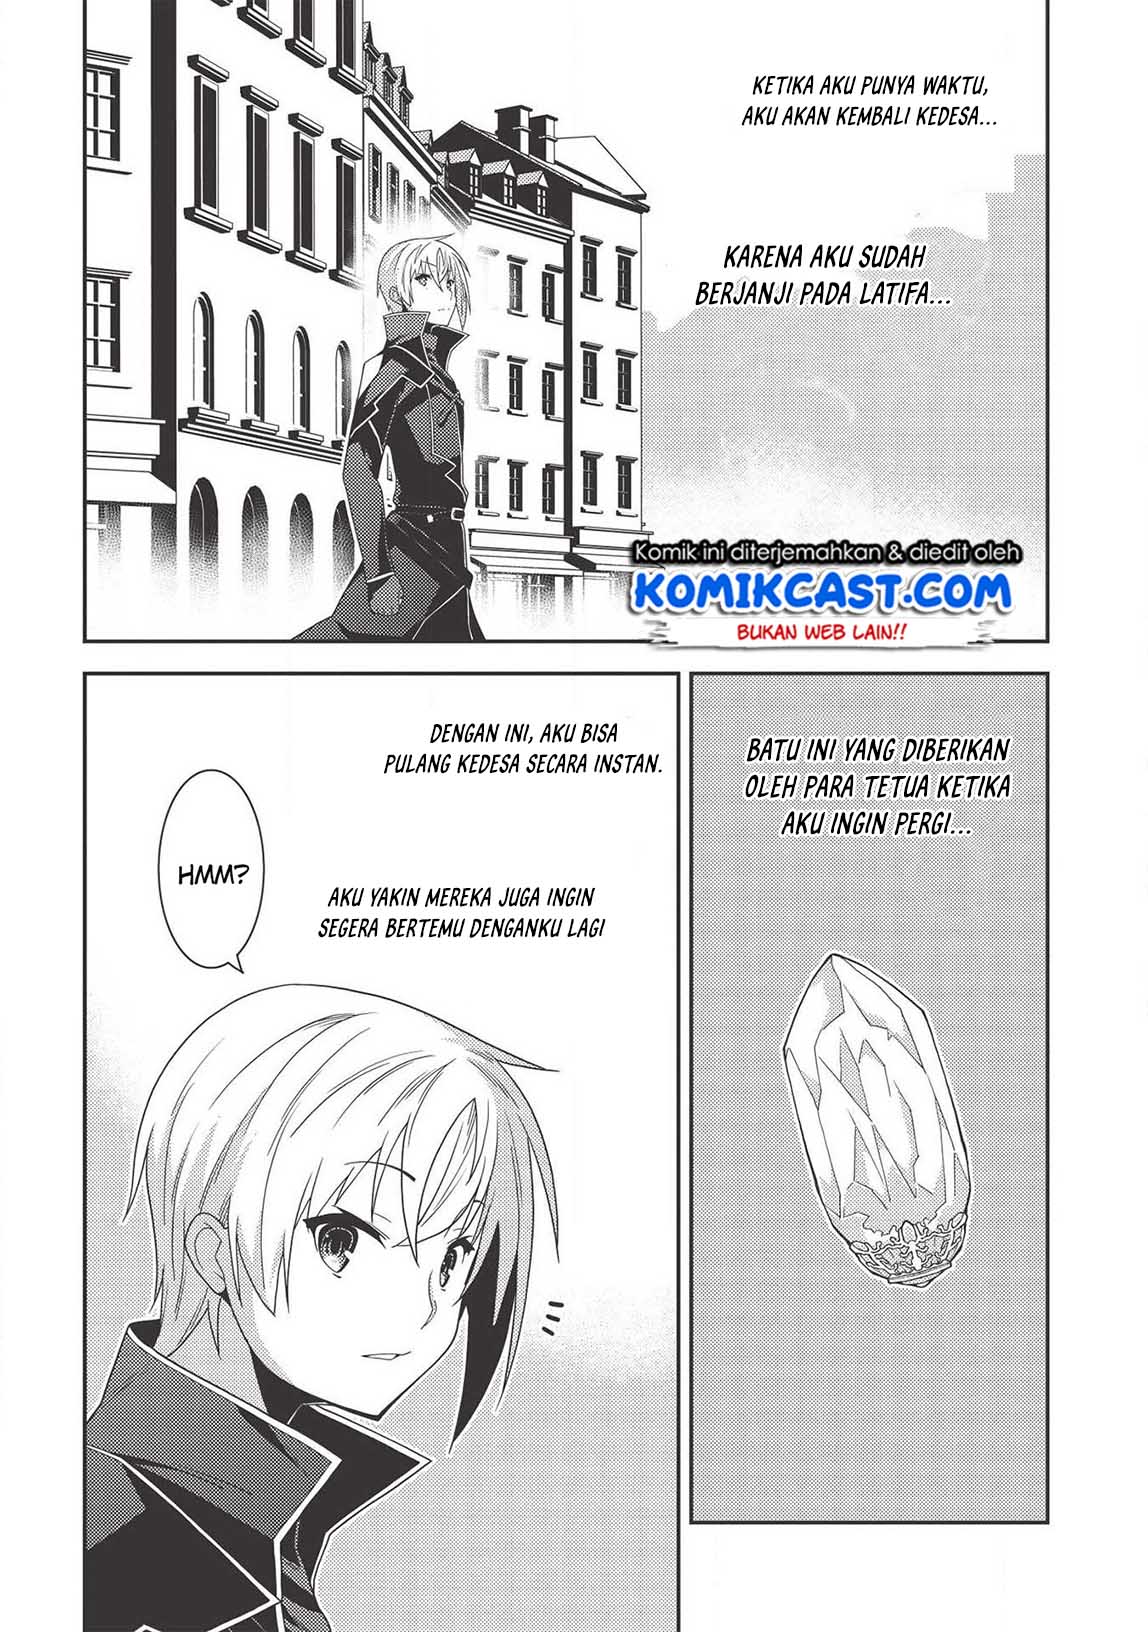 KETIKA AKU PUNYA WAKTU,
AKU AKAN KEMBALI KEDESA...
KARENA AKU SUDAH
BERJANJI PADA LATIFA...
Komik ini diterjemahkan & diedit oleh
KOMIKCAST.COM
BUKAN WEB LAIN!!
BATU INI YANG DIBERIKAN
OLEH PARA TETUA KETIKA
AKU INGIN PERGI...
DENGAN INI, AKU BISA
PULANG KEDESA SECARA INSTAN.
AKU YAKIN MEREKA JUGA INGIN
SEGERA BERTEMU DENGANKU LAGI
HMM?